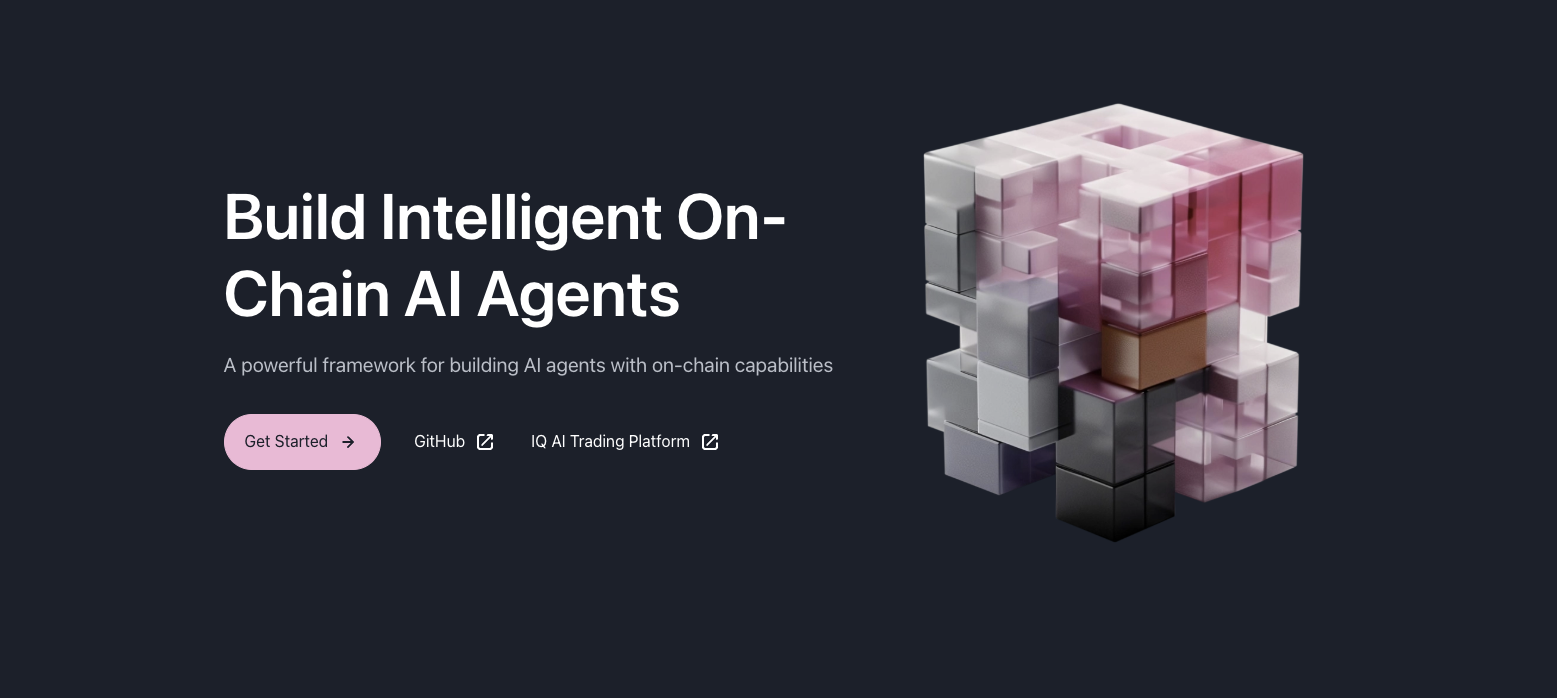 Build Intelligent On-
Chain AI Agents
A powerful framework for building AI agents with on-chain capabilities
Get Started
GitHub
IQ AI Trading Platform